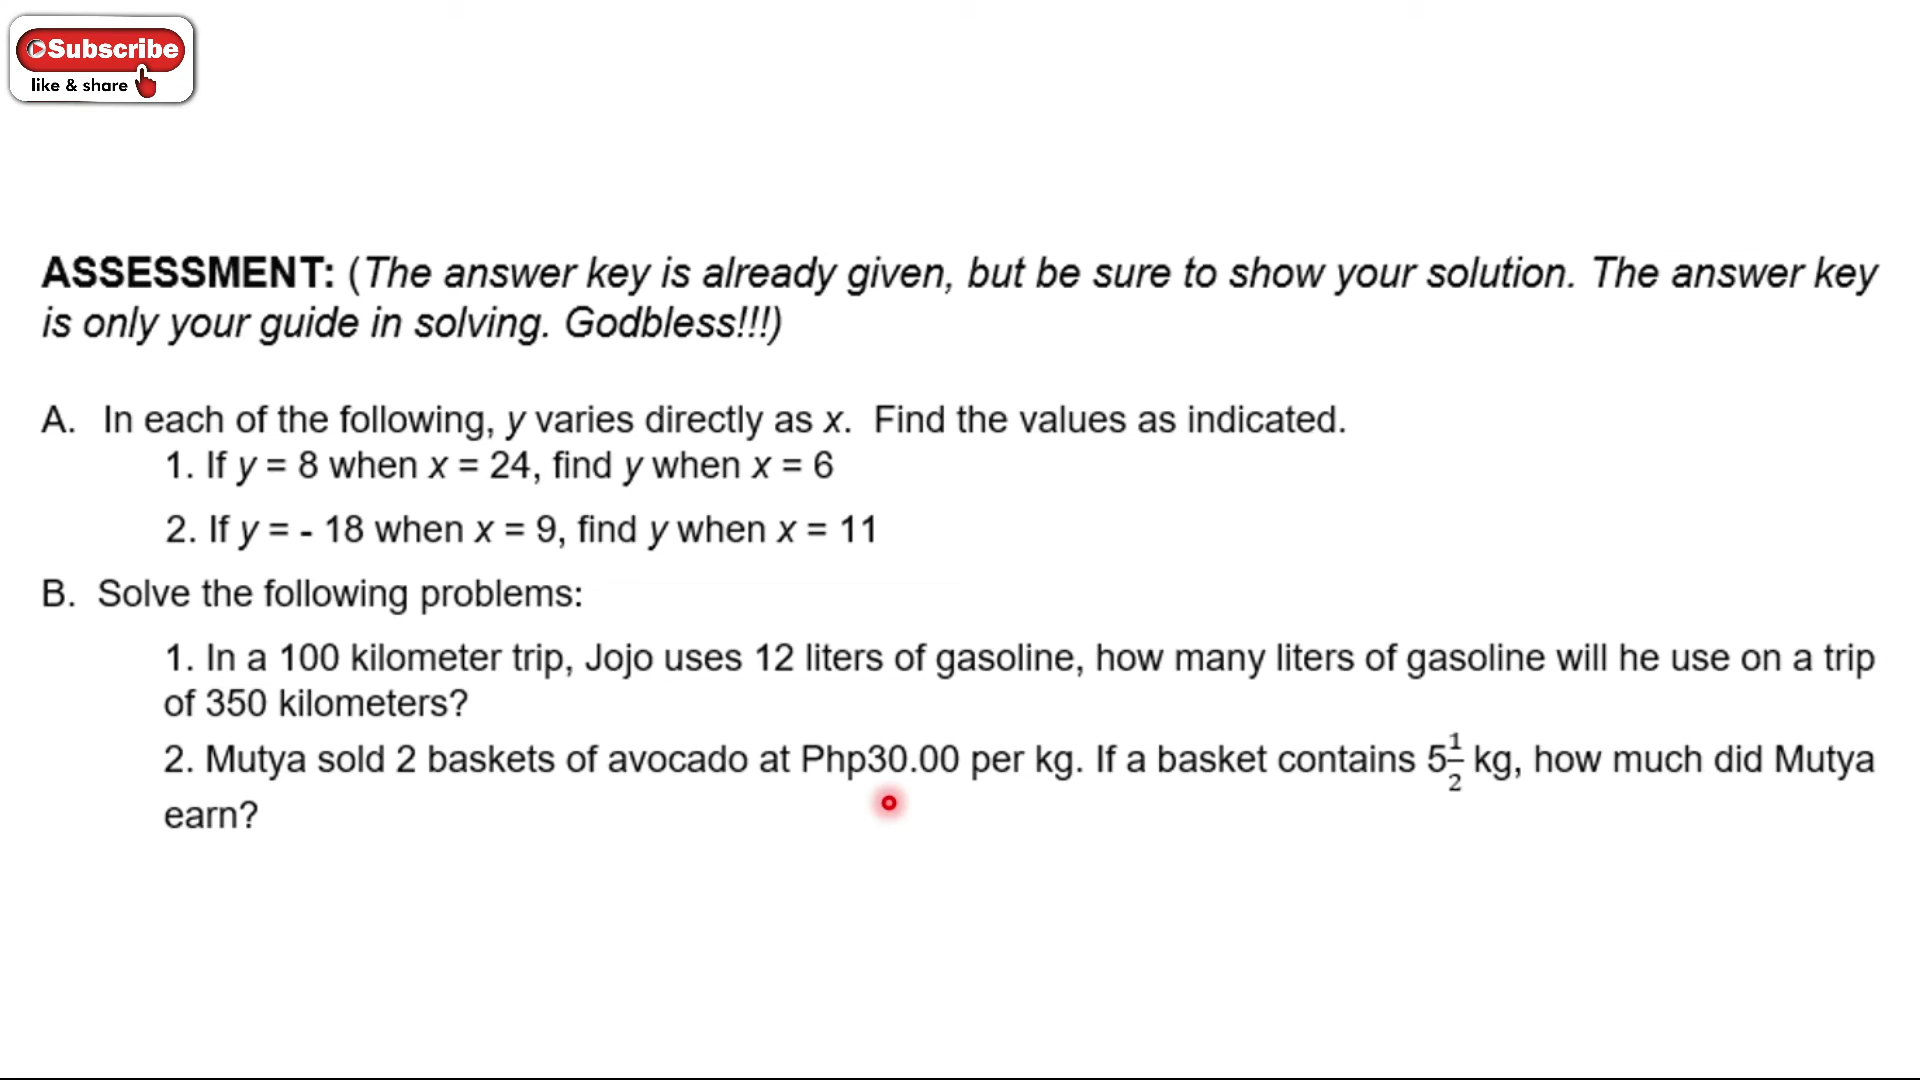 Subscribe
like & share
ASSESSMENT: (The answer key is already given, but be sure to show your solution. The answer key
is only your guide in solving. Godbless!!!)
A. In each of the following, y varies directly as x. Find the values as indicated.
1. If y = 8 when x = 24, find y when x = 6
2. If y = - 18 when x = 9, find y when x = 11
B. Solve the following problems:
1. In a 100 kilometer trip, Jojo uses 12 liters of gasoline, how many liters of gasoline will he use on a trip
of 350 kilometers?
2. Mutya sold 2 baskets of avocado at Php30.00 per kg. If a basket contains 5 1/2 kg, how much did Mutya
earn?